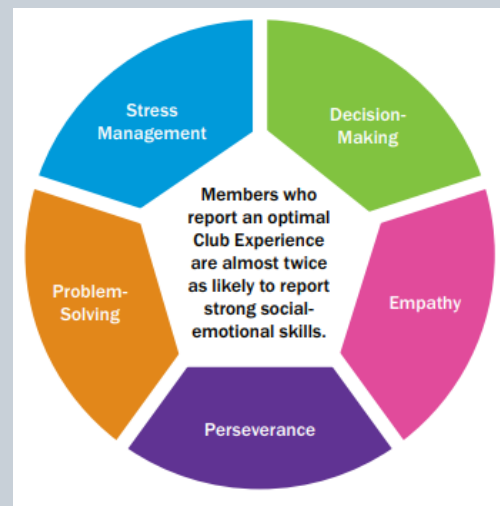 Stress
Management
Decision-
Making
Members who
report an optimal
Club Experience
are almost twice
as likely to report
strong social-
emotional skills.
Problem-
Solving
Empathy
Perseverance